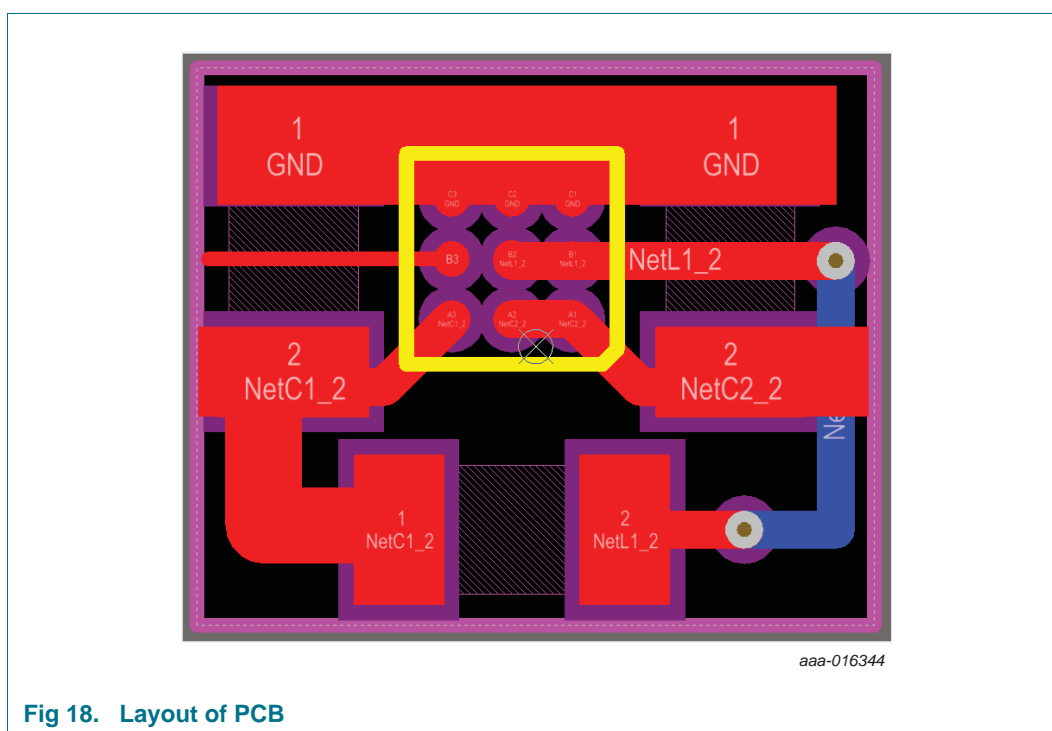 1
GND
1
GND
C3
GND
C2
GND
C1
GND
B3
B2
NetL1_2
B1
NetL1_2
NetL1_2
A3
NetC1_2
A2
NetC2_2
A1
NetC2_2
2
NetC1_2
2
NetC2_2
Ne
1
NetC1_2
2
NetL1_2
aaa-016344
Fig 18. Layout of PCB